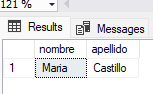 121 %
Results Messages
nombre apellido
1 Maria Castillo